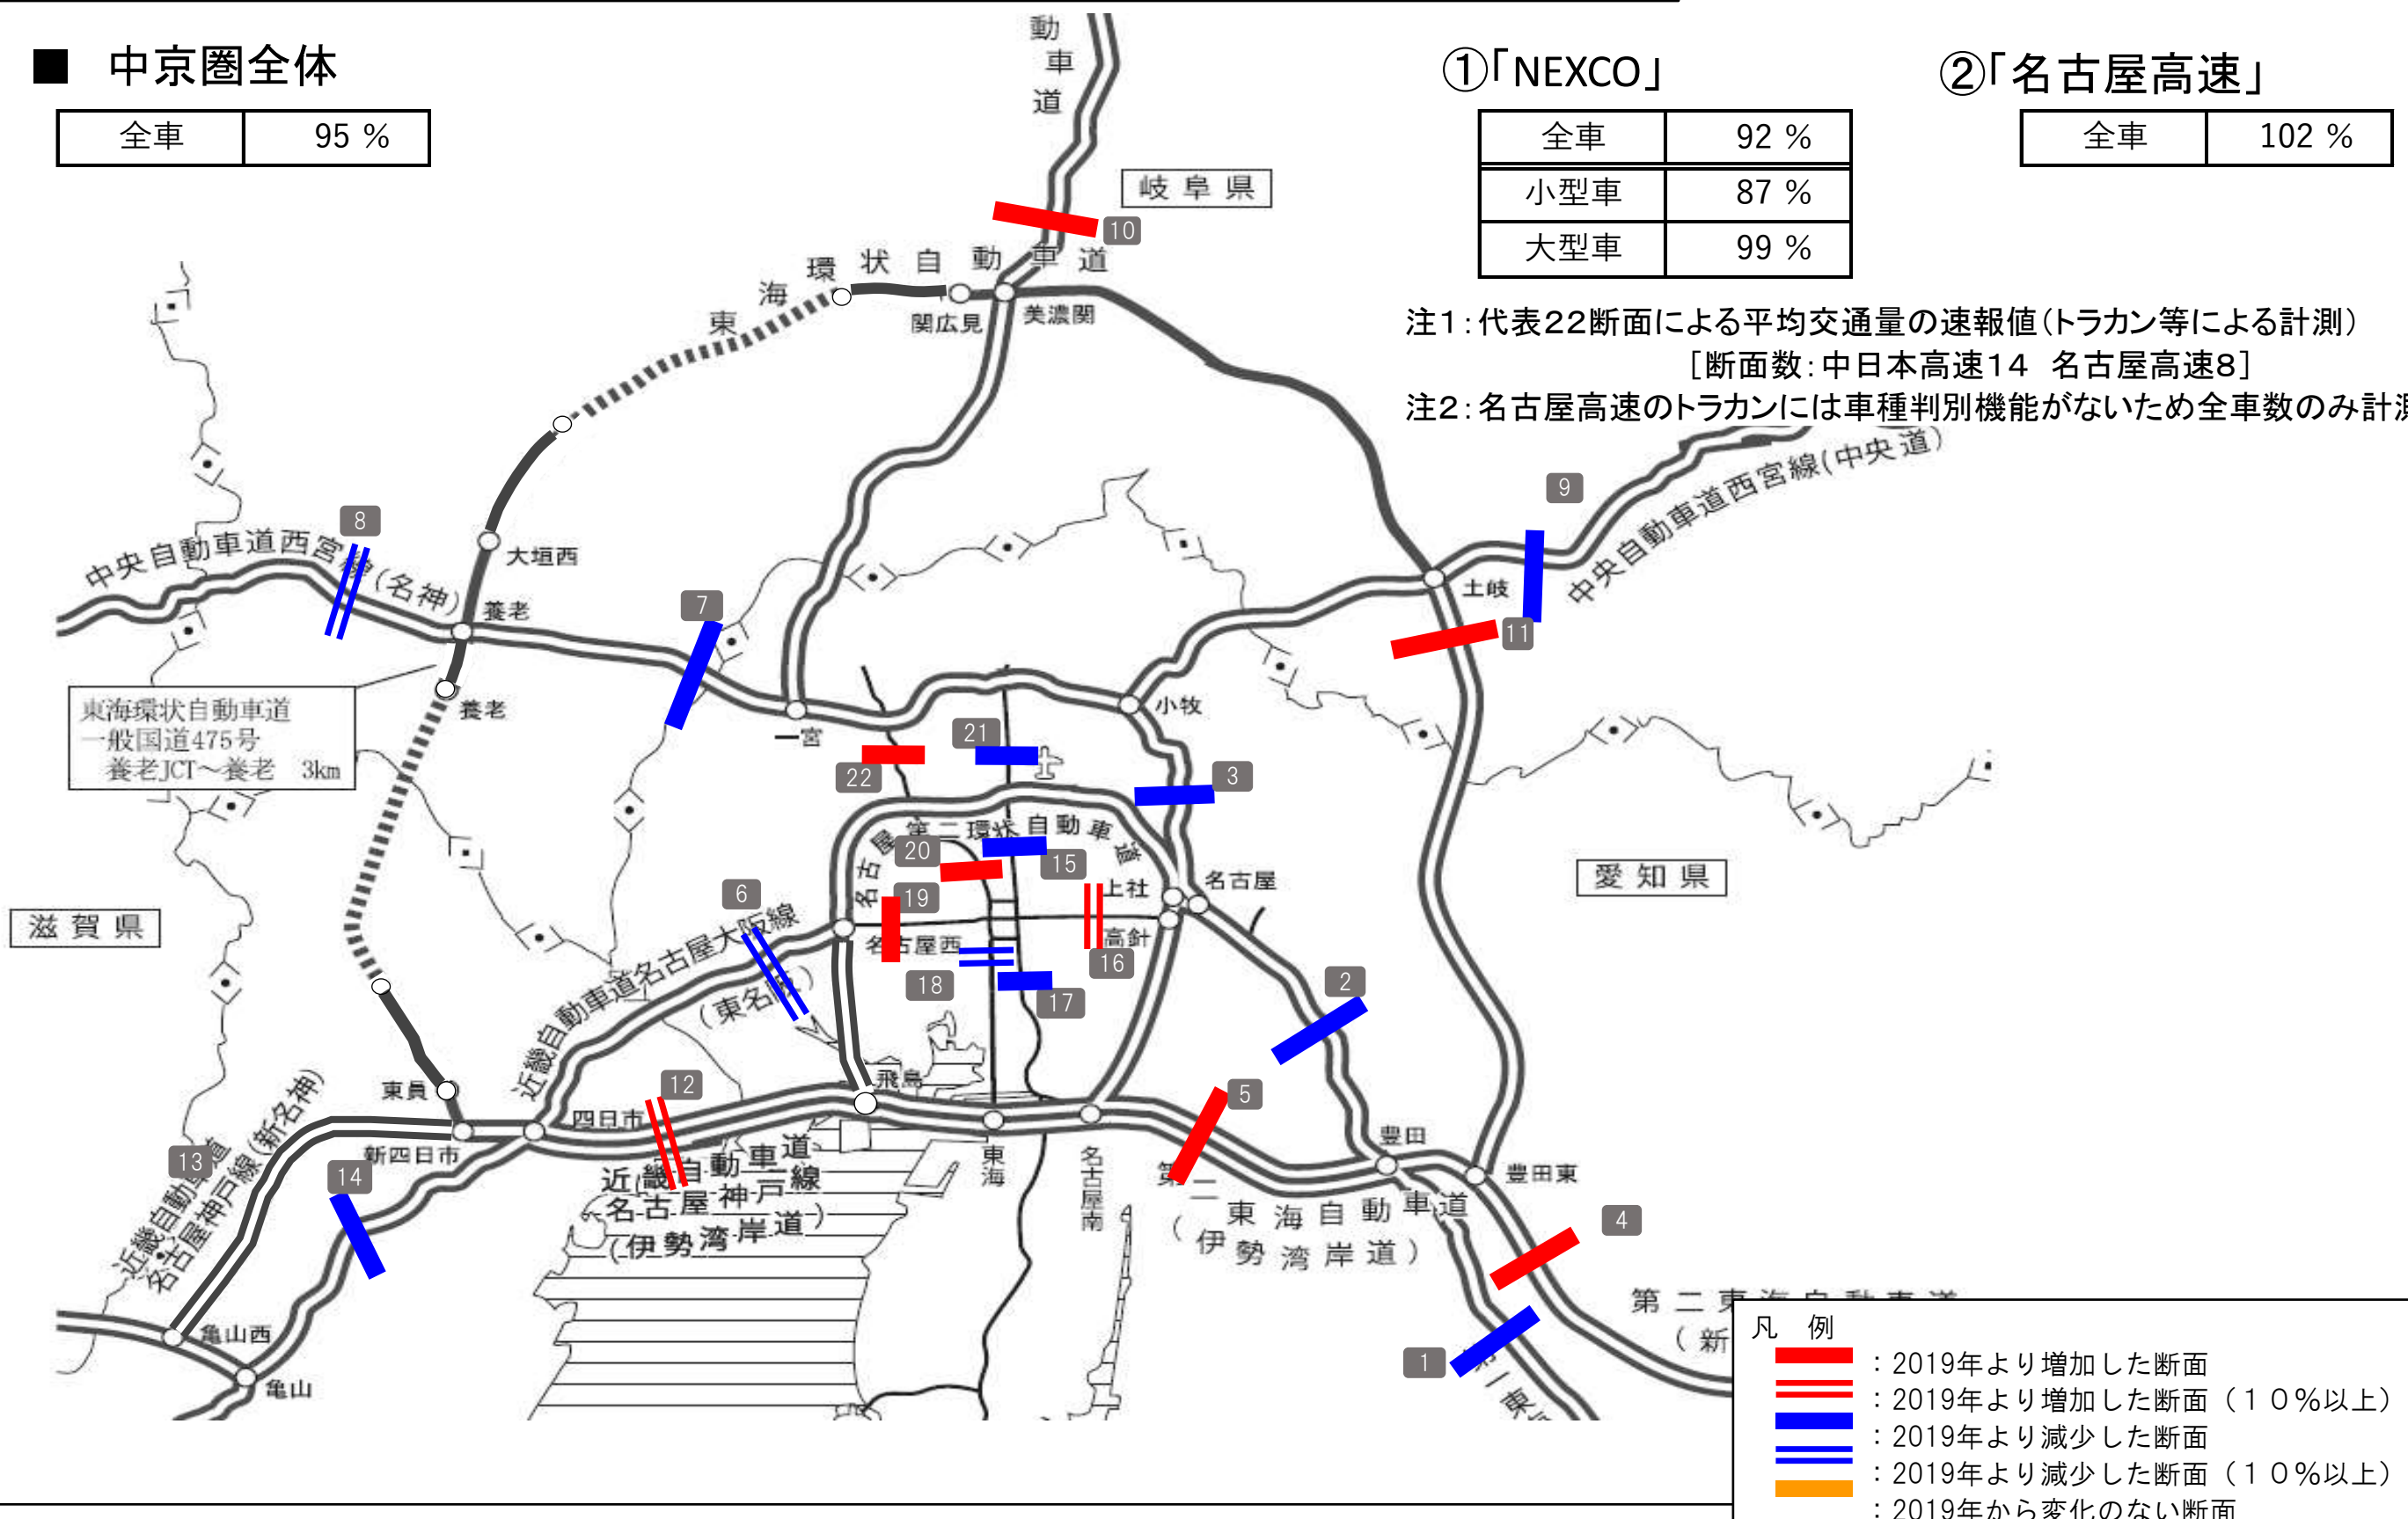 ■ 中京圏全体
全車 95 %
①「NEXCO」
全車 92 %
小型車 87 %
大型車 99 %
②「名古屋高速」
全車 102 %
注1：代表22断面による平均交通量の速報値（トラカン等による計測）
［断面数：中日本高速14 名古屋高速8］
注2：名古屋高速のトラカンには車種判別機能がないため全車数のみ計測
動車道
岐阜県
10
東海環状自動車道
関広見
美濃関
9
中央自動車道西宮線（中央道）
8
中央自動車道西宮線（名神）
大垣西
養老
7
土岐
11
東海環状自動車道
一般国道475号
養老JCT～養老 3km
養老
一宮
小牧
21
22
3
名古屋第二環状自動車道
20
15
上社
名古屋
愛知県
19
6
滋賀県
名古屋西
高針
16
近畿自動車道名古屋大阪線
（東名阪）
18
17
2
飛島
東員
12
5
四日市
新四日市
13
14
近畿自動車道
名古屋神戸線（新名神）
近畿自動車道
名古屋神戸線
（伊勢湾岸道）
東海
名古屋南
豊田
豊田東
第二東海自動車道
（伊勢湾岸道）
4
亀山西
亀山
1
第二東海自動車道
（新
第一東
凡 例
：2019年より増加した断面
：2019年より増加した断面（１０％以上）
：2019年より減少した断面
：2019年より減少した断面（１０％以上）
：2019年から変化のない断面